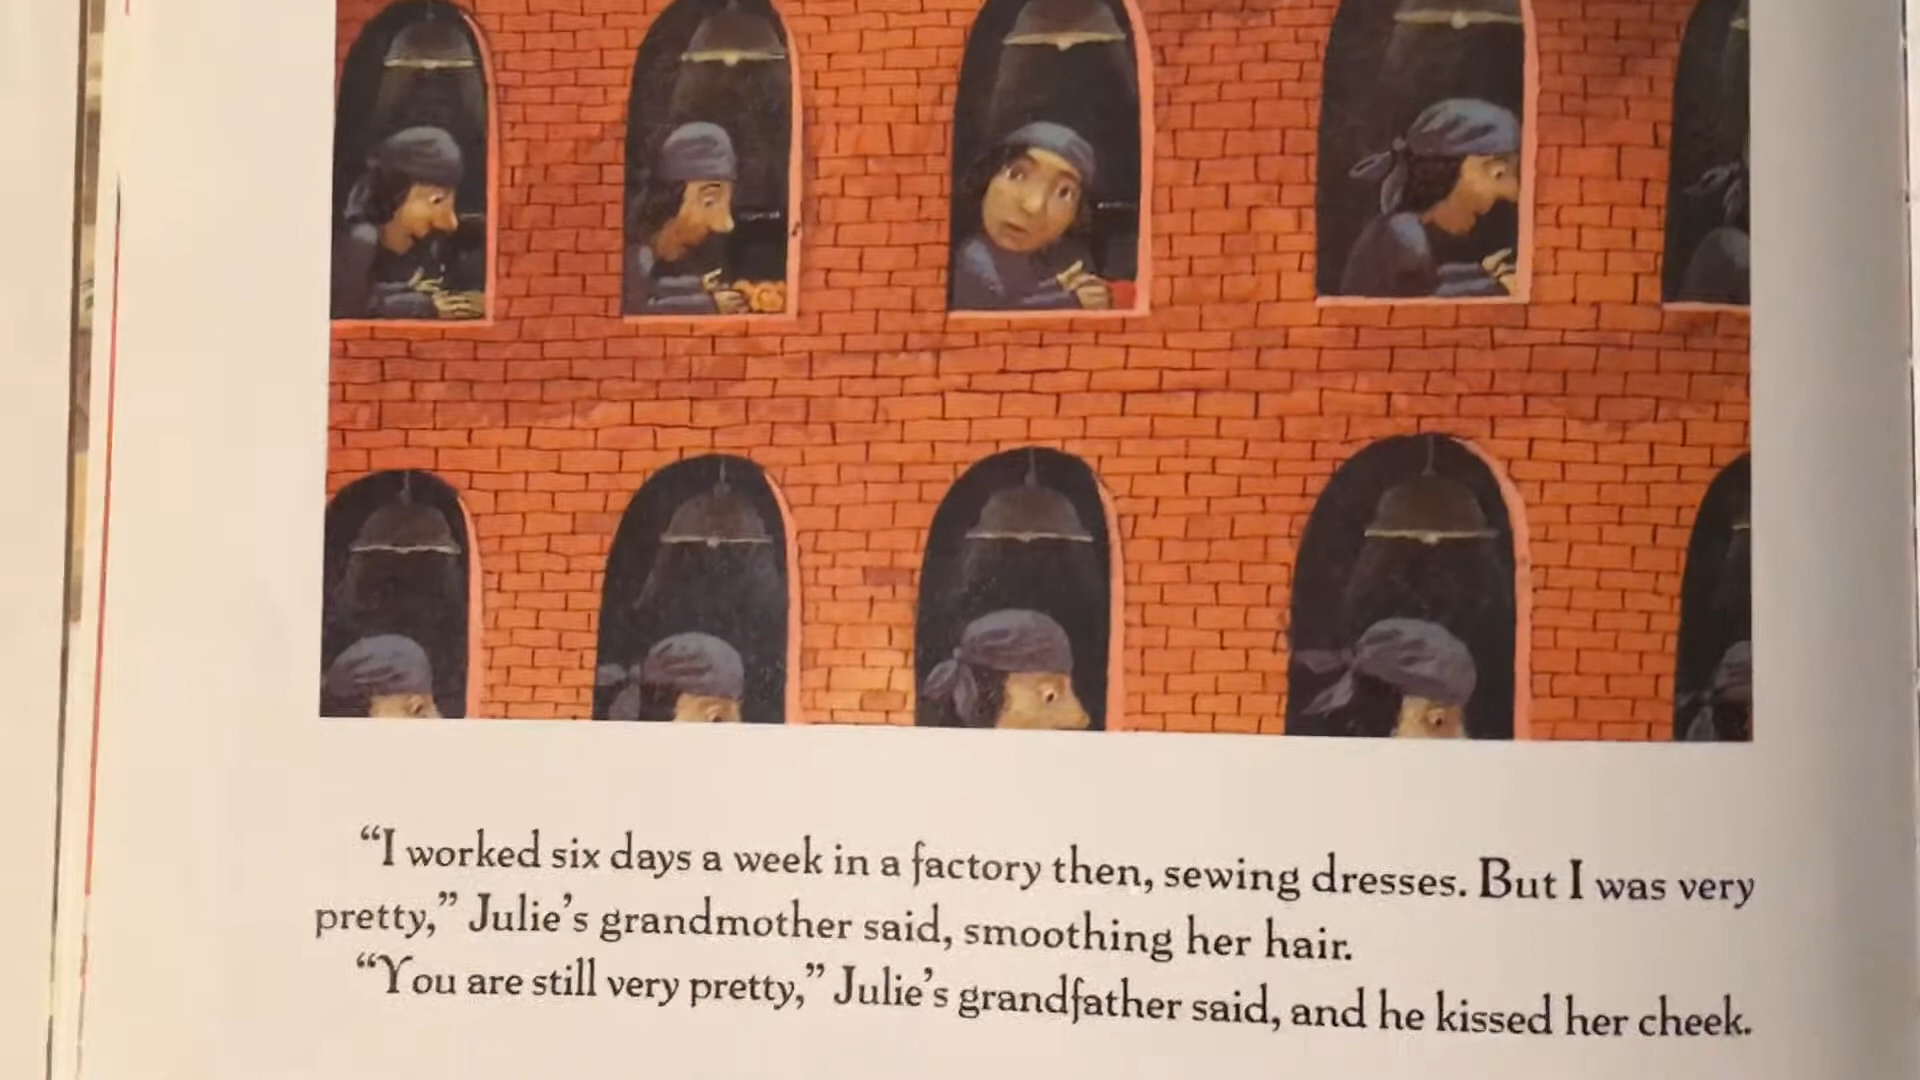 “I worked six days a week in a factory then, sewing dresses. But I was very
pretty,” Julie’s grandmother said, smoothing her hair.
“You are still very pretty,” Julie’s grandfather said, and he kissed her cheek.